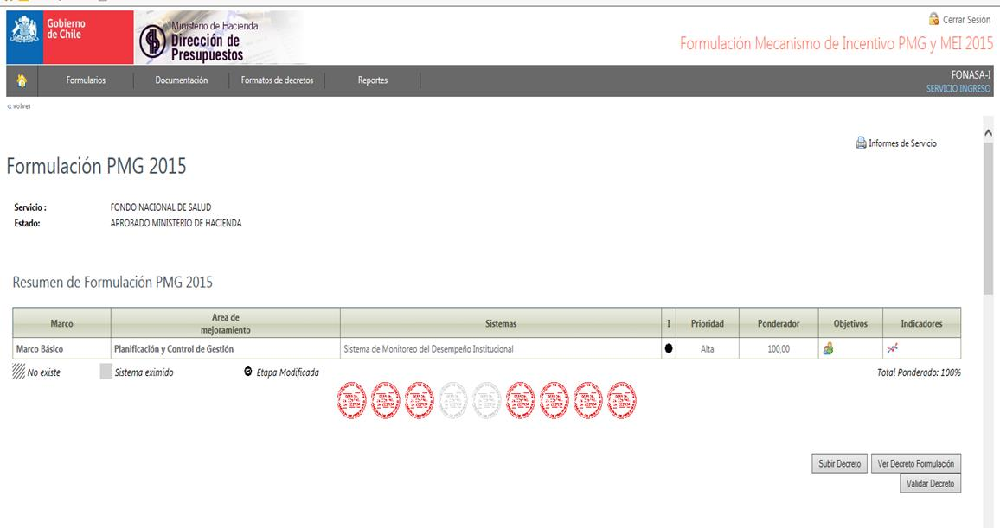 Gobierno
de Chile
Ministerio de Hacienda
Dirección de
Presupuestos
Cerrar Sesión
Formulación Mecanismo de Incentivo PMG y MEI 2015
Formularios Documentación Formatos de decretos Reportes
FONASA-I
SERVICIO INGRESO
« volver
Informes de Servicio
Formulación PMG 2015
Servicio : FONDO NACIONAL DE SALUD
Estado: APROBADO MINISTERIO DE HACIENDA
Resumen de Formulación PMG 2015
Marco Area de mejoramiento Sistemas I Prioridad Ponderador Objetivos Indicadores
Marco Básico Planificación y Control de Gestión Sistema de Monitoreo del Desempeño Institucional Alta 100,00
No existe Sistema eximido Etapa Modificada Total Ponderado: 100%
Subir Decreto Ver Decreto Formulación
Validar Decreto